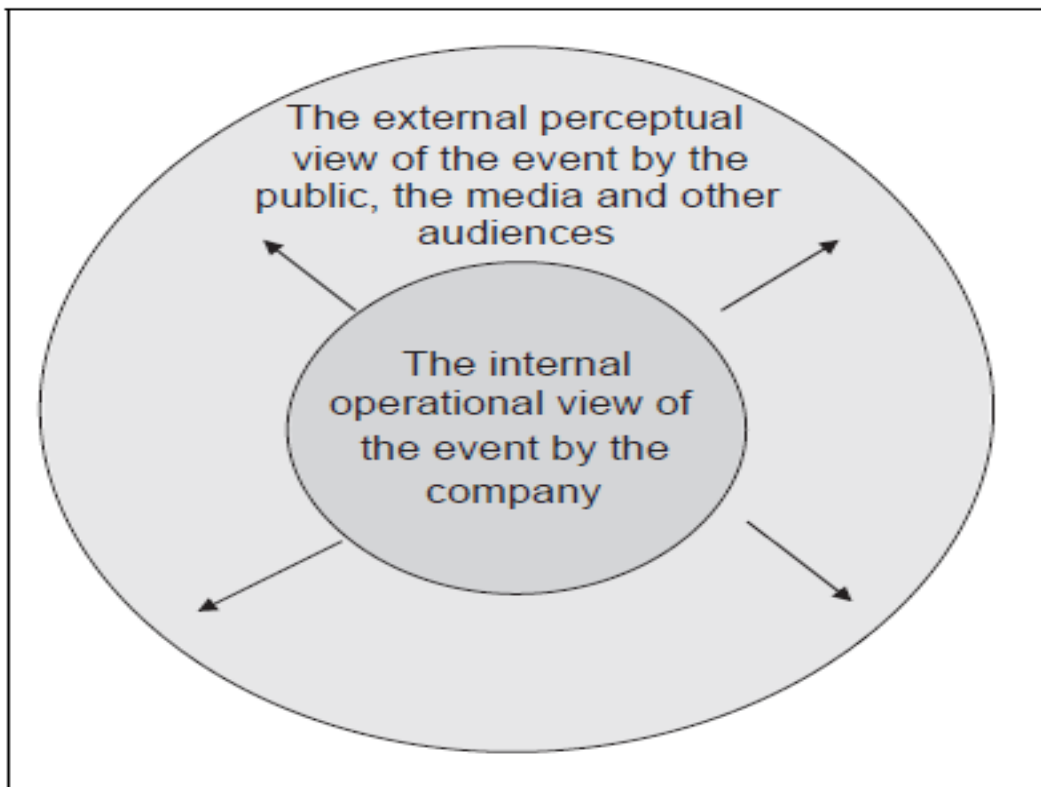 The external perceptual
view of the event by the
public, the media and other
audiences
The internal
operational view of
the event by the
company